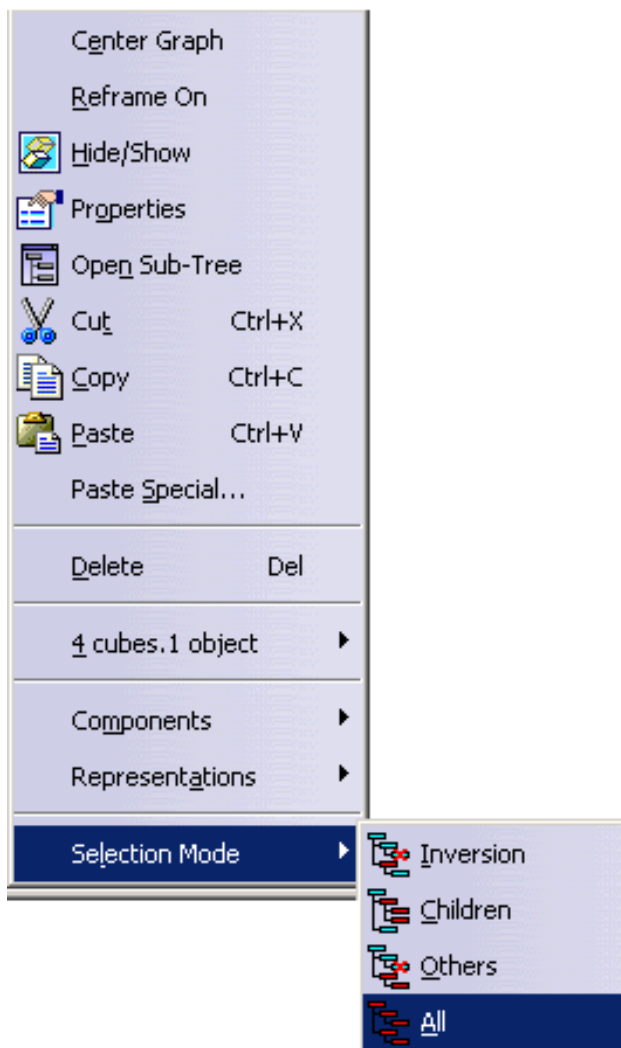 Center Graph
Reframe On
Hide/Show
Properties
Open Sub-Tree
Cut Ctrl+X
Copy Ctrl+C
Paste Ctrl+V
Paste Special...
Delete Del
4 cubes.1 object
Components
Representations
Selection Mode
Inversion
Children
Others
All